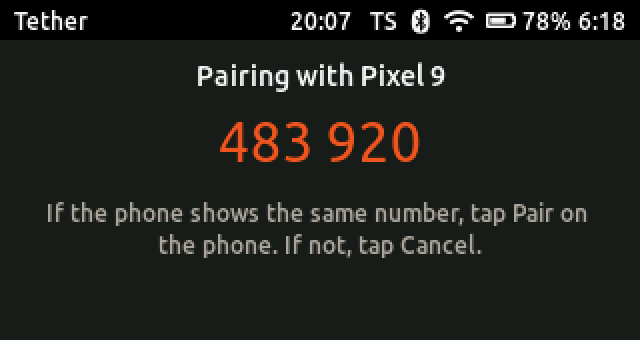 Tether 20:07 TS 78% 6:18
Pairing with Pixel 9
483 920
If the phone shows the same number, tap Pair on
the phone. If not, tap Cancel.